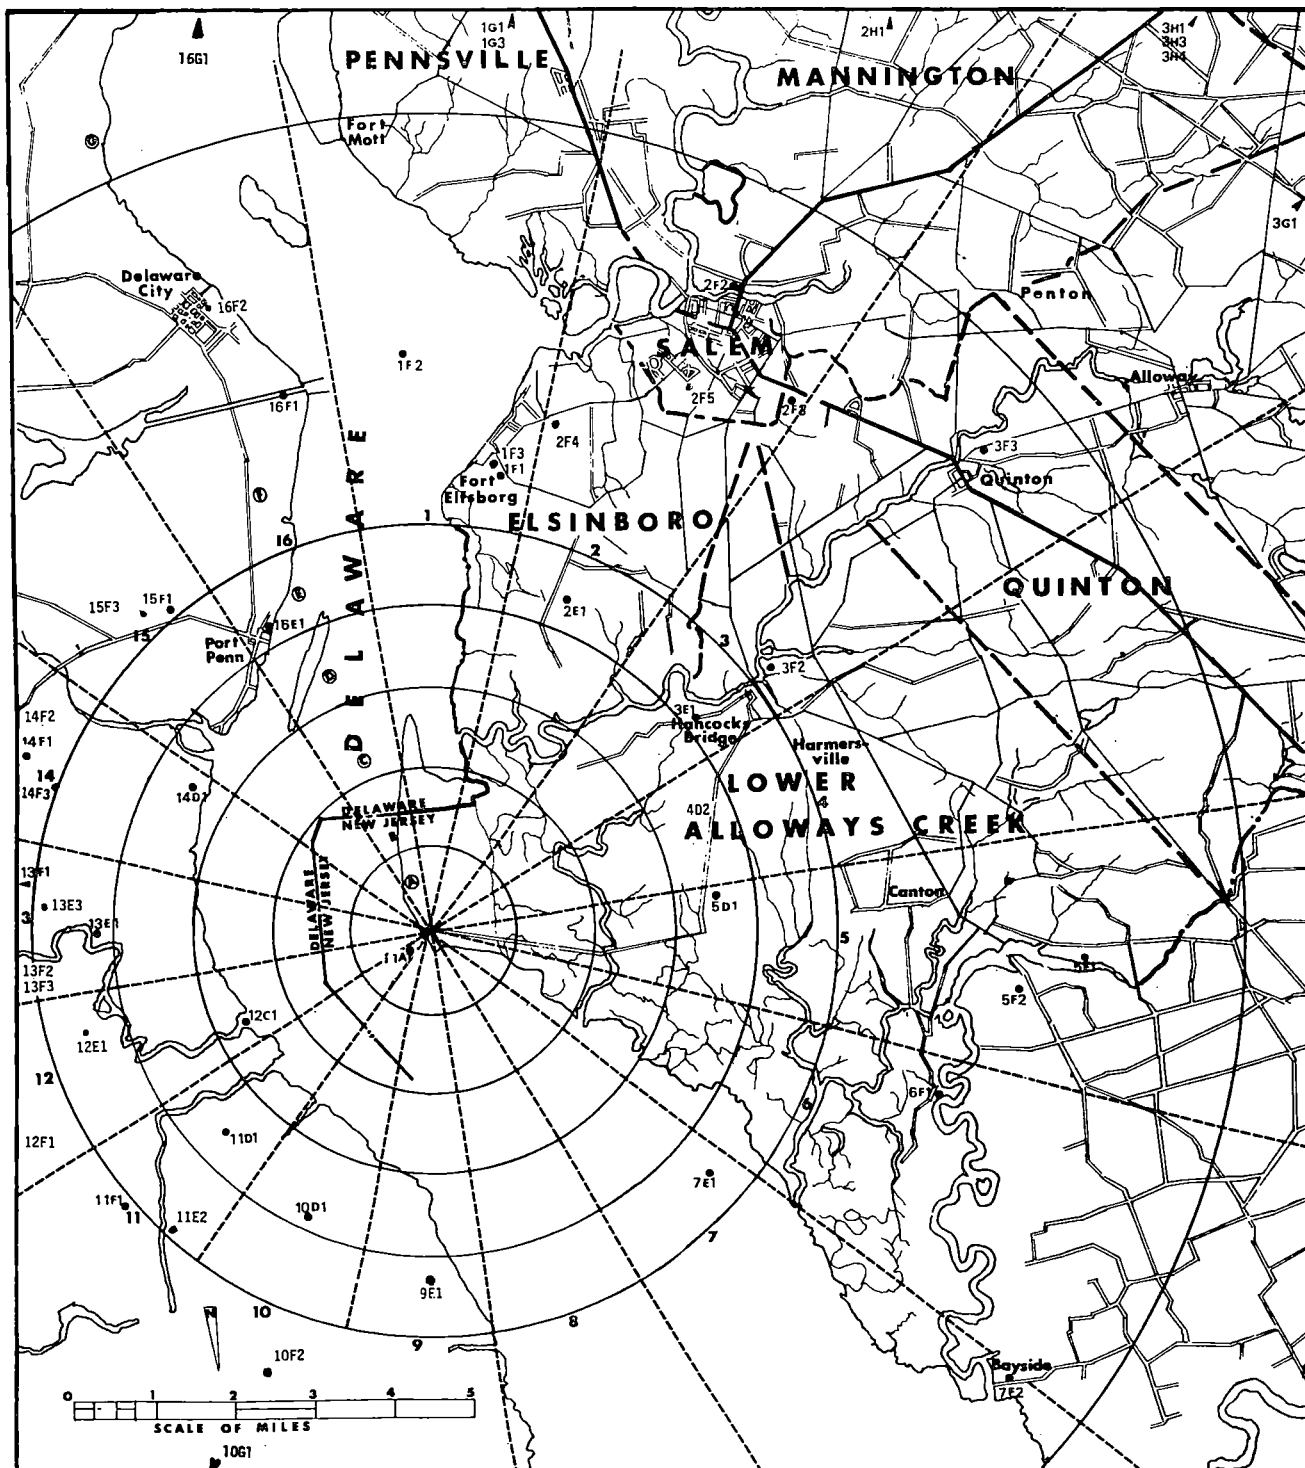 16G1
1G1
1G3
2H1
3H1
3H3
3H4
PENNSVILLE
MANNINGTON
Fort
Mott
3G1
Delaware
City
16F2
2F2
Penton
SALEM
1F2
Alloway
16F1
2F5
2F8
2F4
1F3
1F1
3F3
Fort
Elfsborg
Quinton
DELAWARE
ELSINBORO
1
16
2
QUINTON
15F3
15F1
2E1
E
15
16E1
3
Port
Penn
D
3F2
14F2
3E1
Hancocks
Bridge
14F1
Harmers-
ville
C
14
14F3
14D1
LOWER
4
DELAWARE
NEW JERSEY
4D2
ALLOWAYS CREEK
13F1
DELAWARE
NEW JERSEY
A
Canton
13E3
5D1
3
13E1
5
11A1
13F2
13F3
5F2
12C1
12E1
12
6F1
6
12F1
11D1
7E1
11F1
11
11E2
10D1
7
9E1
N
10
8
9
10F2
Bayside
7E2
0 1 2 3 4 5
SCALE OF MILES
10G1